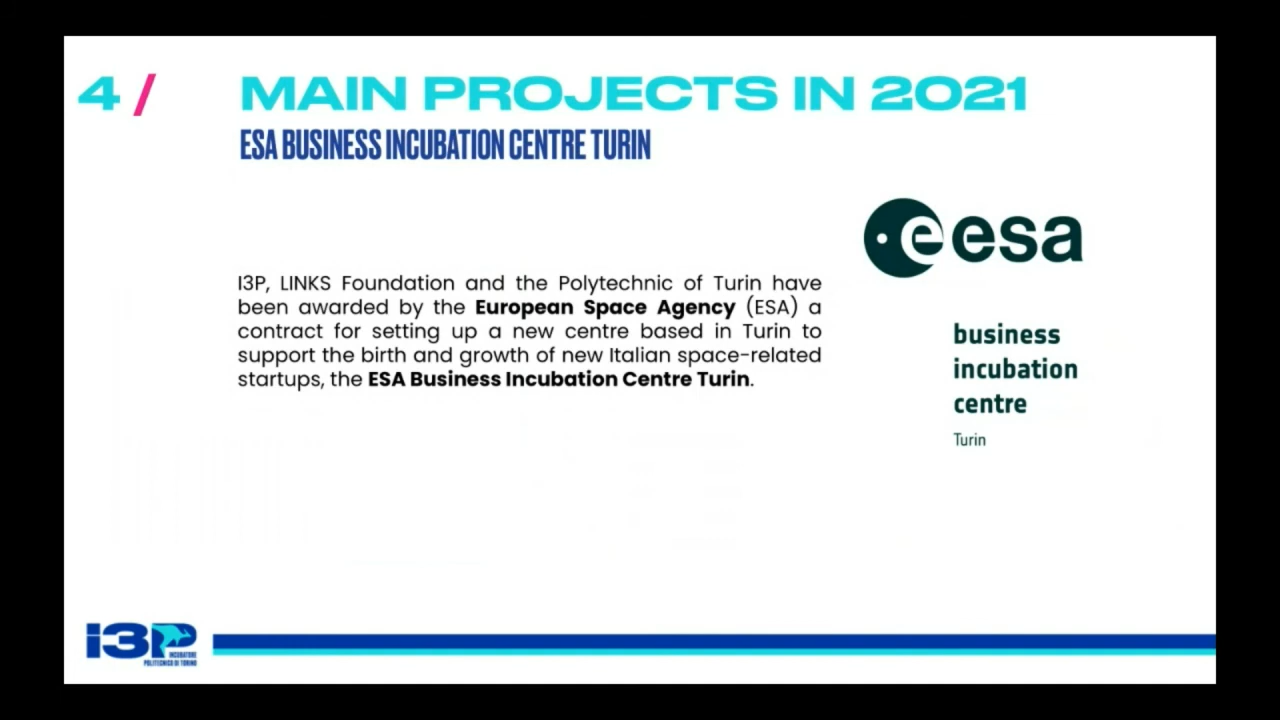 4 /
MAIN PROJECTS IN 2021
ESA BUSINESS INCUBATION CENTRE TURIN
esa
I3P, LINKS Foundation and the Polytechnic of Turin have
been awarded by the European Space Agency (ESA) a
contract for setting up a new centre based in Turin to
support the birth and growth of new Italian space-related
startups, the ESA Business Incubation Centre Turin.
business
incubation
centre
Turin
i3P
INCUBATORE
POLITECNICO DI TORINO